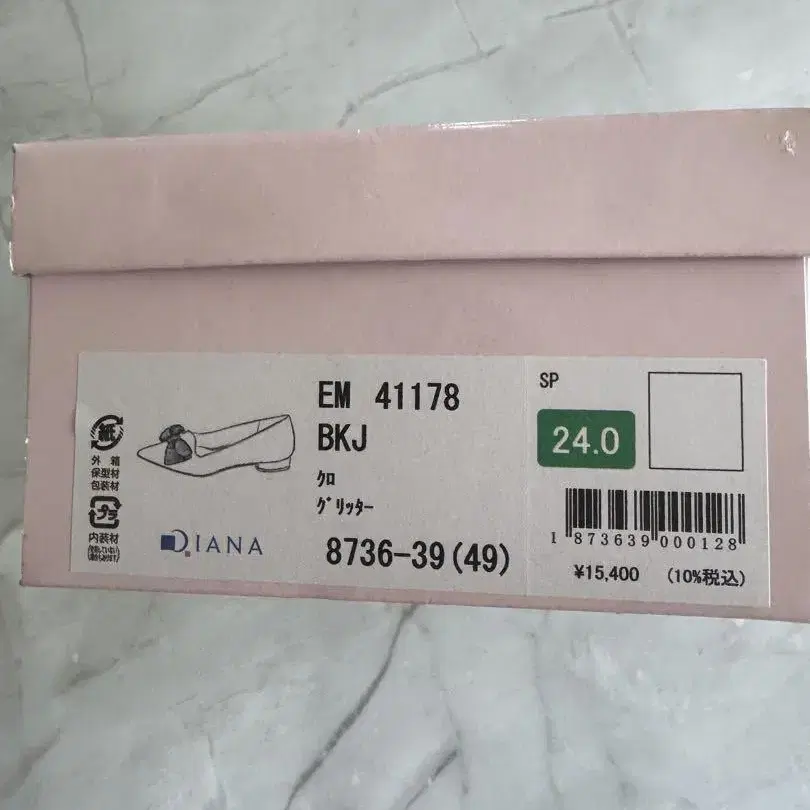 紙
外箱
保型材
包装材
プラ
内装材
DIANA
EM 41178
BKJ
ｸﾛ
ｸﾞﾘｯﾀｰ
8736-39(49)
SP
24.0
1 873639 000128
¥15,400 (10%税込)